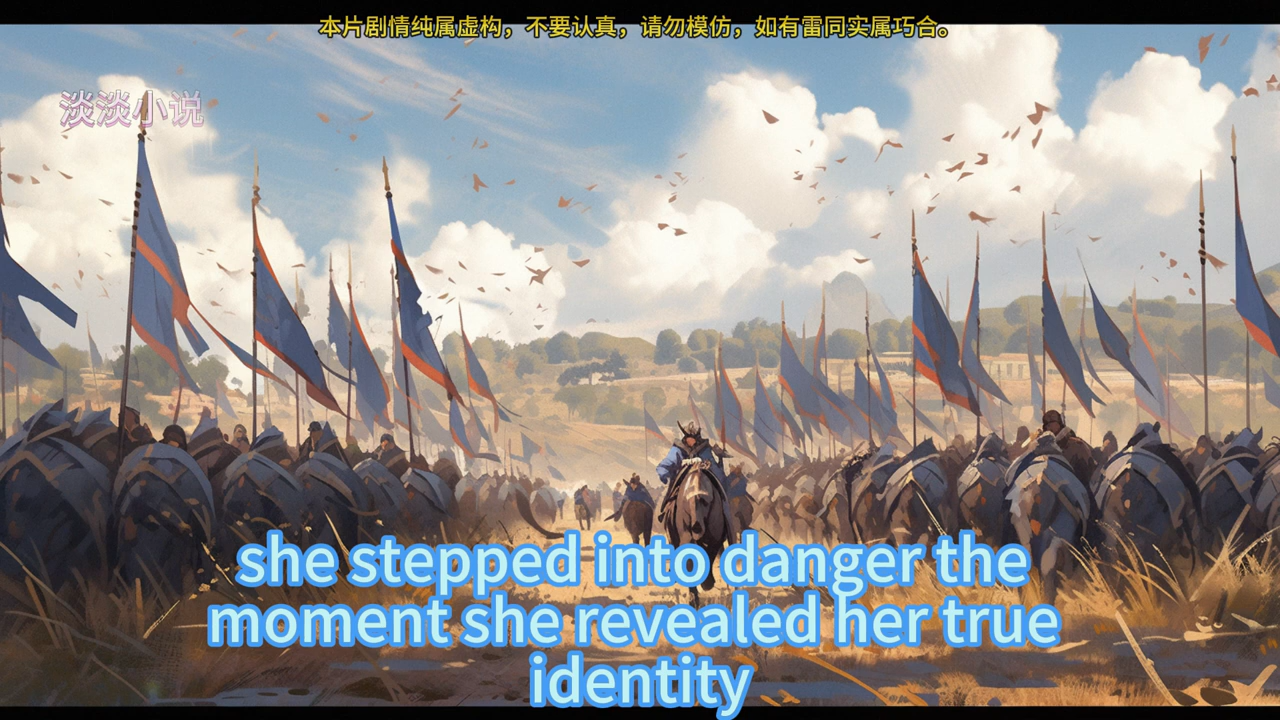 本片剧情纯属虚构，不要认真，请勿模仿，如有雷同实属巧合。
淡淡小说
she stepped into danger the
moment she revealed her true
identity